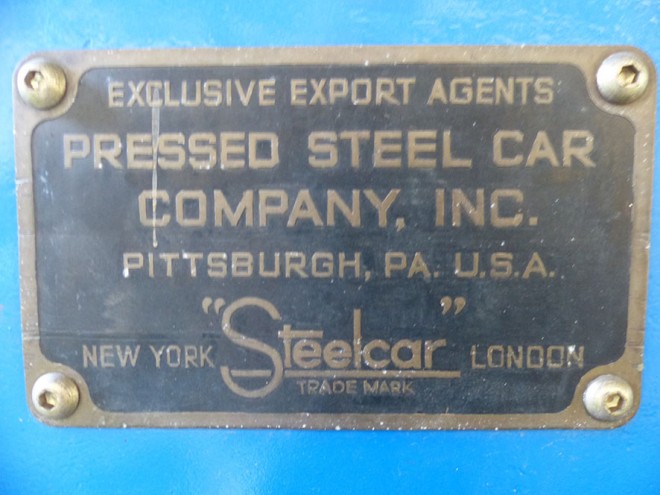 EXCLUSIVE EXPORT AGENTS
PRESSED STEEL CAR
COMPANY, INC.
PITTSBURGH, PA. U.S.A.
NEW YORK "Steelcar" LONDON
TRADE MARK